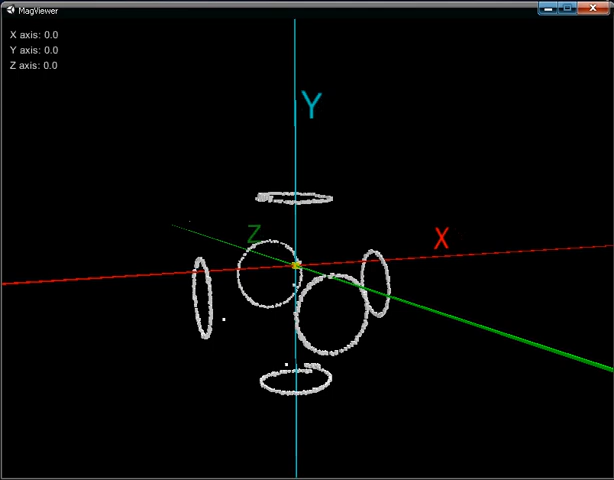 MagViewer
X axis: 0.0
Y axis: 0.0
Z axis: 0.0
Y
Z
X